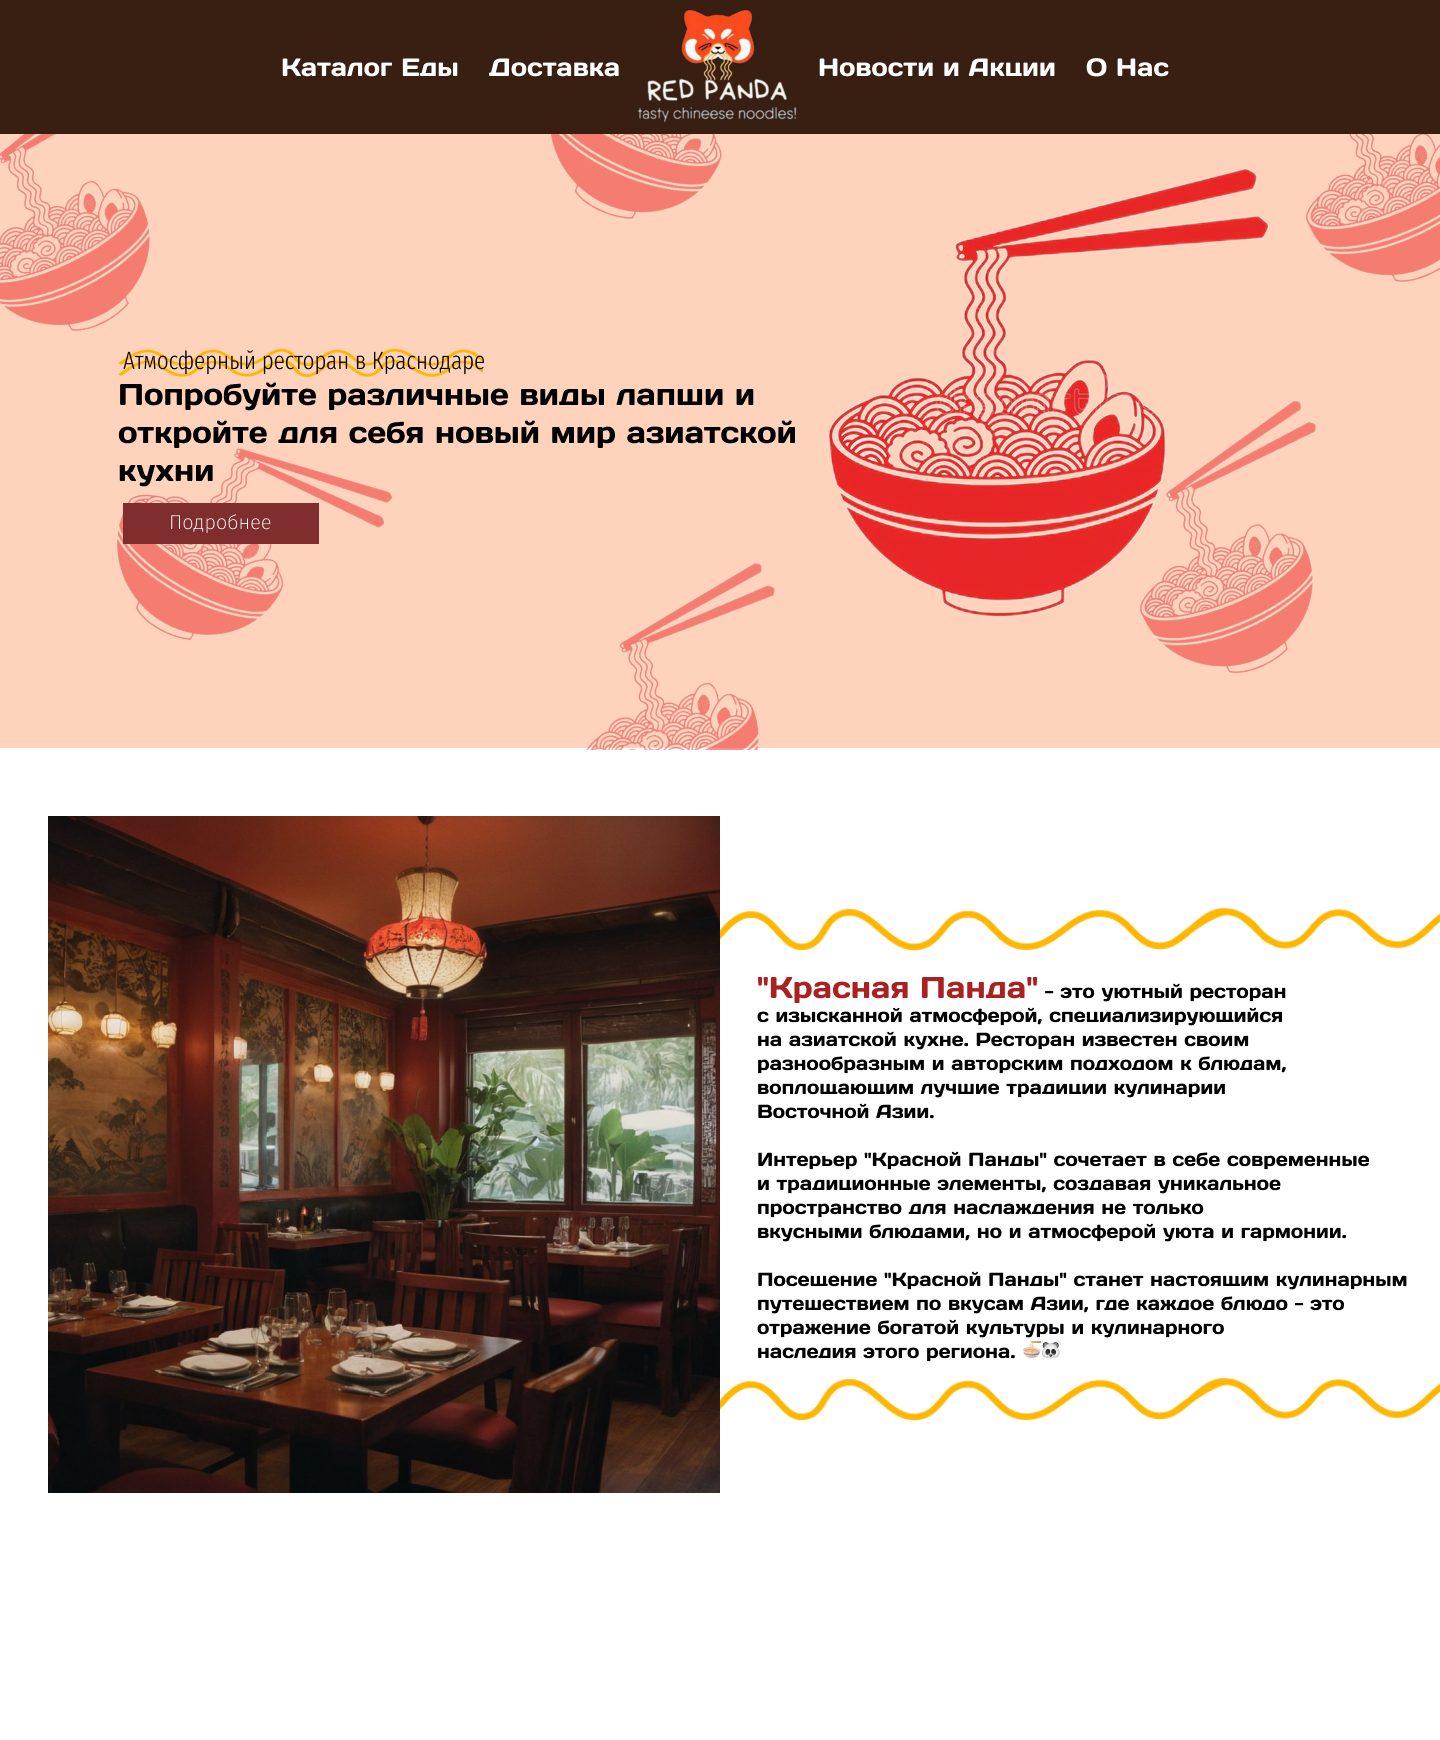 Каталог Еды Доставка Новости и Акции О Нас
RED PANDA
tasty chineese noodles!
Атмосферный ресторан в Краснодаре
Попробуйте различные виды лапши и
откройте для себя новый мир азиатской
кухни
Подробнее
"Красная Панда" - это уютный ресторан
с изысканной атмосферой, специализирующийся
на азиатской кухне. Ресторан известен своим
разнообразным и авторским подходом к блюдам,
воплощающим лучшие традиции кулинарии
Восточной Азии.
Интерьер "Красной Панды" сочетает в себе современные
и традиционные элементы, создавая уникальное
пространство для наслаждения не только
вкусными блюдами, но и атмосферой уюта и гармонии.
Посещение "Красной Панды" станет настоящим кулинарным
путешествием по вкусам Азии, где каждое блюдо - это
отражение богатой культуры и кулинарного
наследия этого региона. 🍜🐼